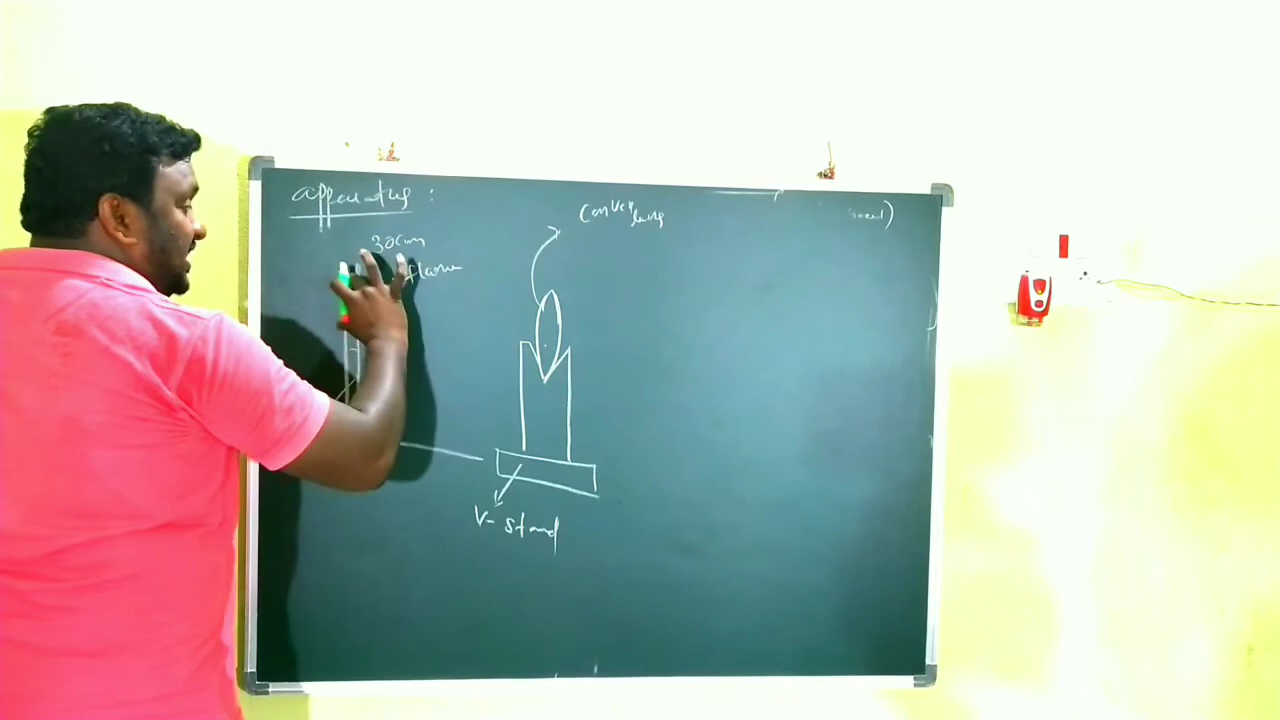 apparatus :
30cm
flame
Convex
lens
V- stand